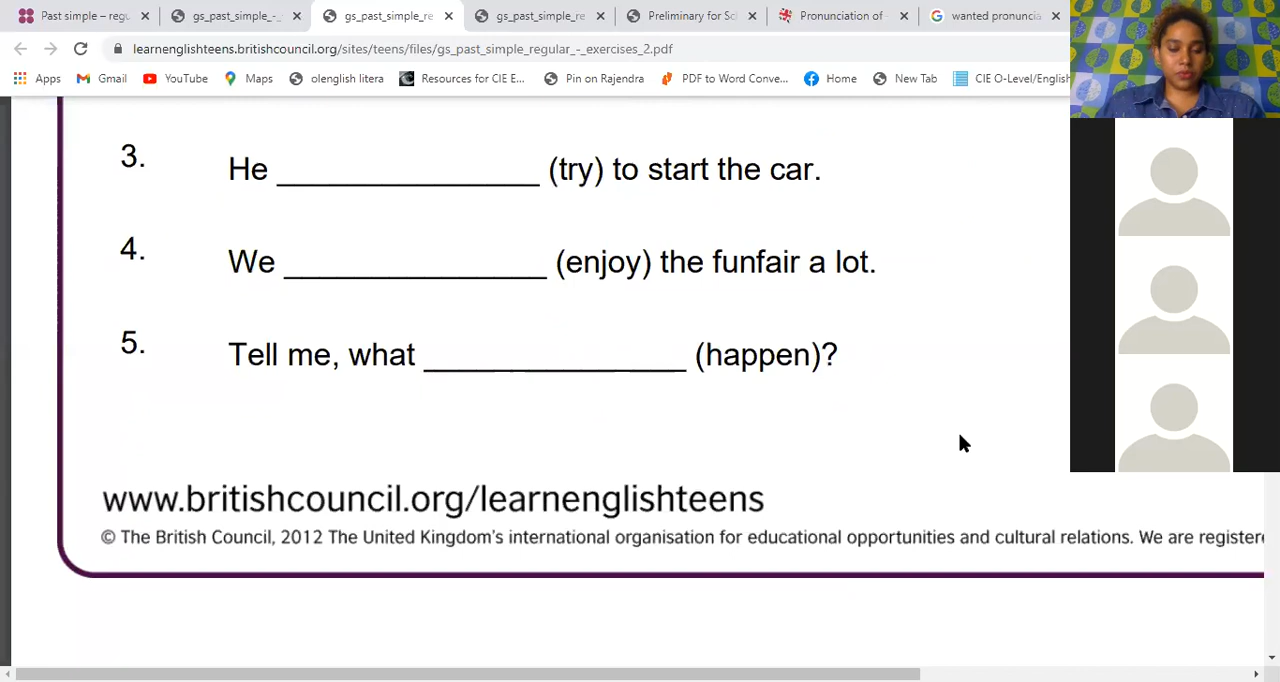 Past simple – regu
gs_past_simple_-_
gs_past_simple_re
gs_past_simple_re
Preliminary for Sc
Pronunciation of
wanted pronuncia
learnenglishteens.britishcouncil.org/sites/teens/files/gs_past_simple_regular_-_exercises_2.pdf
Apps
Gmail
YouTube
Maps
olenglish litera
Resources for CIE E...
Pin on Rajendra
PDF to Word Conve...
Home
New Tab
CIE O-Level/English
3. He _______________ (try) to start the car.
4. We _______________ (enjoy) the funfair a lot.
5. Tell me, what _______________ (happen)?
www.britishcouncil.org/learnenglishteens
© The British Council, 2012 The United Kingdom's international organisation for educational opportunities and cultural relations. We are registere